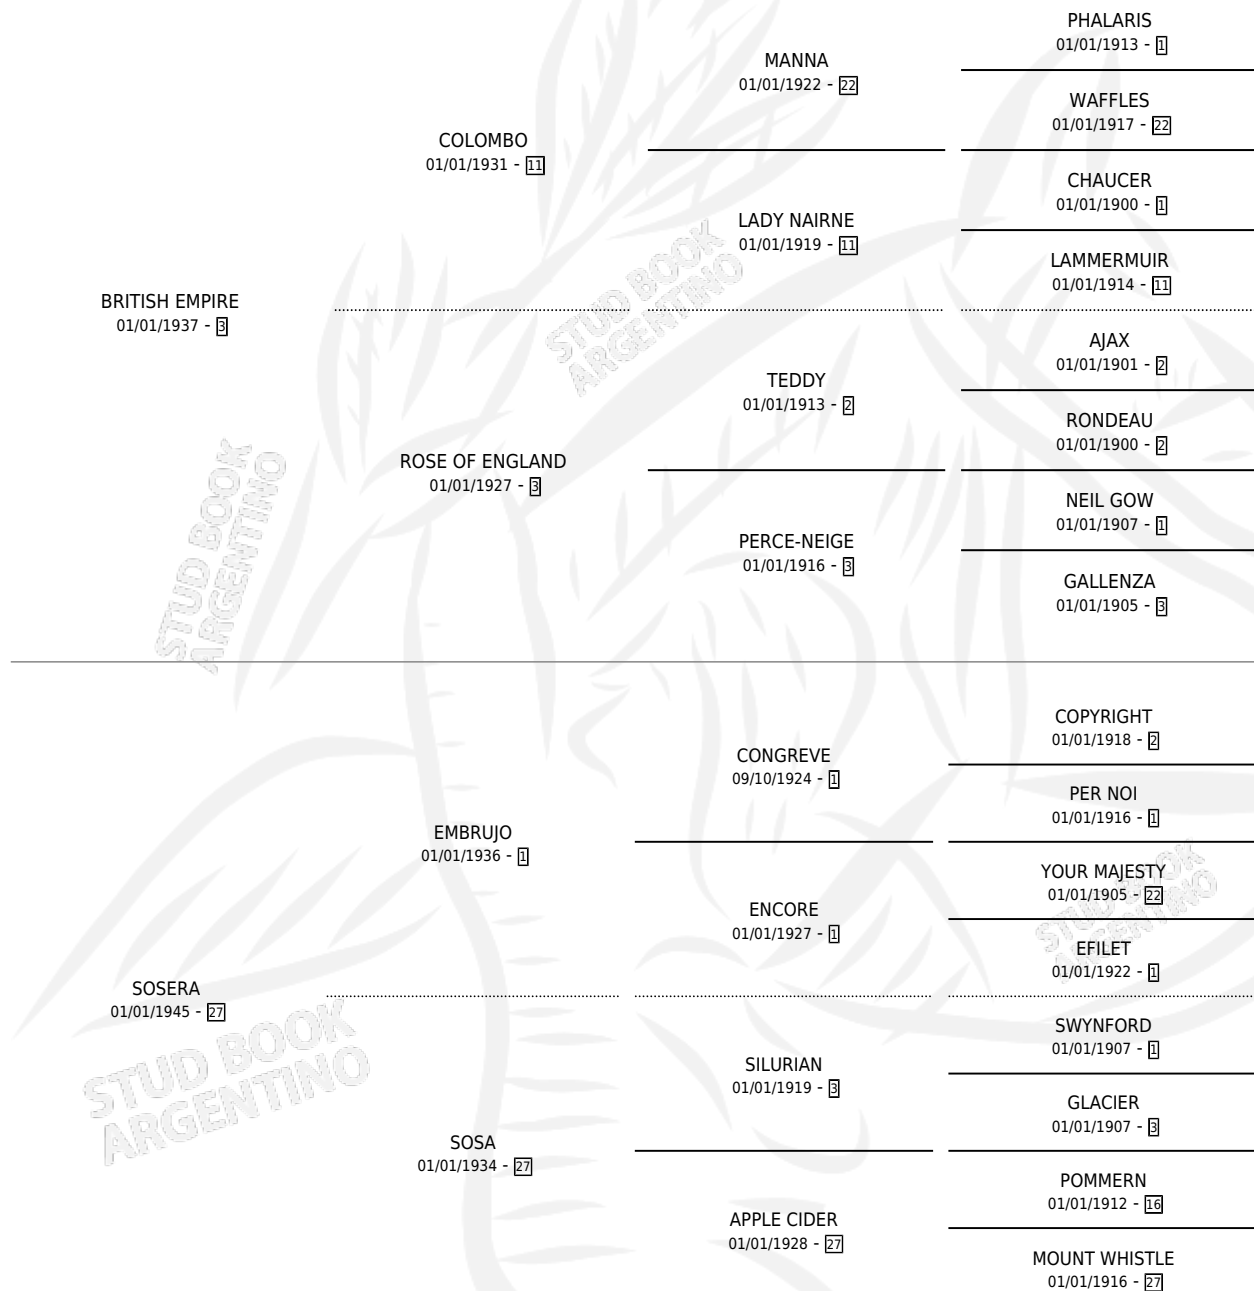 PHALARIS
01/01/1913 - 1
MANNA
01/01/1922 - 22
WAFFLES
01/01/1917 - 22
COLOMBO
01/01/1931 - 11
CHAUCER
01/01/1900 - 1
LADY NAIRNE
01/01/1919 - 11
LAMMERMUIR
01/01/1914 - 11
BRITISH EMPIRE
01/01/1937 - 3
AJAX
01/01/1901 - 2
TEDDY
01/01/1913 - 2
RONDEAU
01/01/1900 - 2
ROSE OF ENGLAND
01/01/1927 - 3
NEIL GOW
01/01/1907 - 1
PERCE-NEIGE
01/01/1916 - 3
GALLENZA
01/01/1905 - 3
COPYRIGHT
01/01/1918 - 2
CONGREVE
09/10/1924 - 1
PER NOI
01/01/1916 - 1
EMBRUJO
01/01/1936 - 1
YOUR MAJESTY
01/01/1905 - 22
ENCORE
01/01/1927 - 1
EFILET
01/01/1922 - 1
SOSERA
01/01/1945 - 27
SWYNFORD
01/01/1907 - 1
SILURIAN
01/01/1919 - 3
GLACIER
01/01/1907 - 3
SOSA
01/01/1934 - 27
POMMERN
01/01/1912 - 16
APPLE CIDER
01/01/1928 - 27
MOUNT WHISTLE
01/01/1916 - 27
STUD BOOK
ARGENTINO
STUD BOOK
ARGENTINO
STUD BOOK
ARGENTINO
STUD BOOK
ARGENTINO